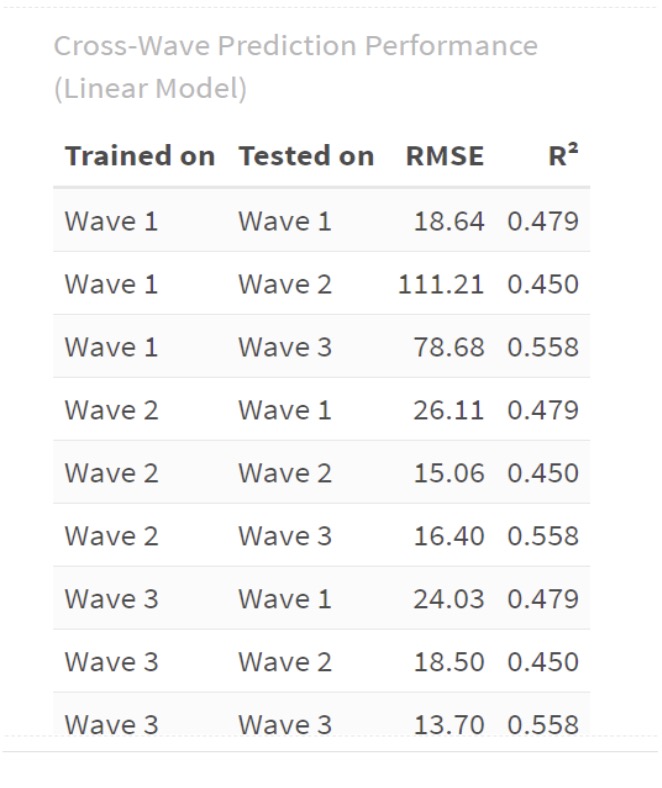 Cross-Wave Prediction Performance
(Linear Model)
Trained on Tested on RMSE R²
Wave 1 Wave 1 18.64 0.479
Wave 1 Wave 2 111.21 0.450
Wave 1 Wave 3 78.68 0.558
Wave 2 Wave 1 26.11 0.479
Wave 2 Wave 2 15.06 0.450
Wave 2 Wave 3 16.40 0.558
Wave 3 Wave 1 24.03 0.479
Wave 3 Wave 2 18.50 0.450
Wave 3 Wave 3 13.70 0.558